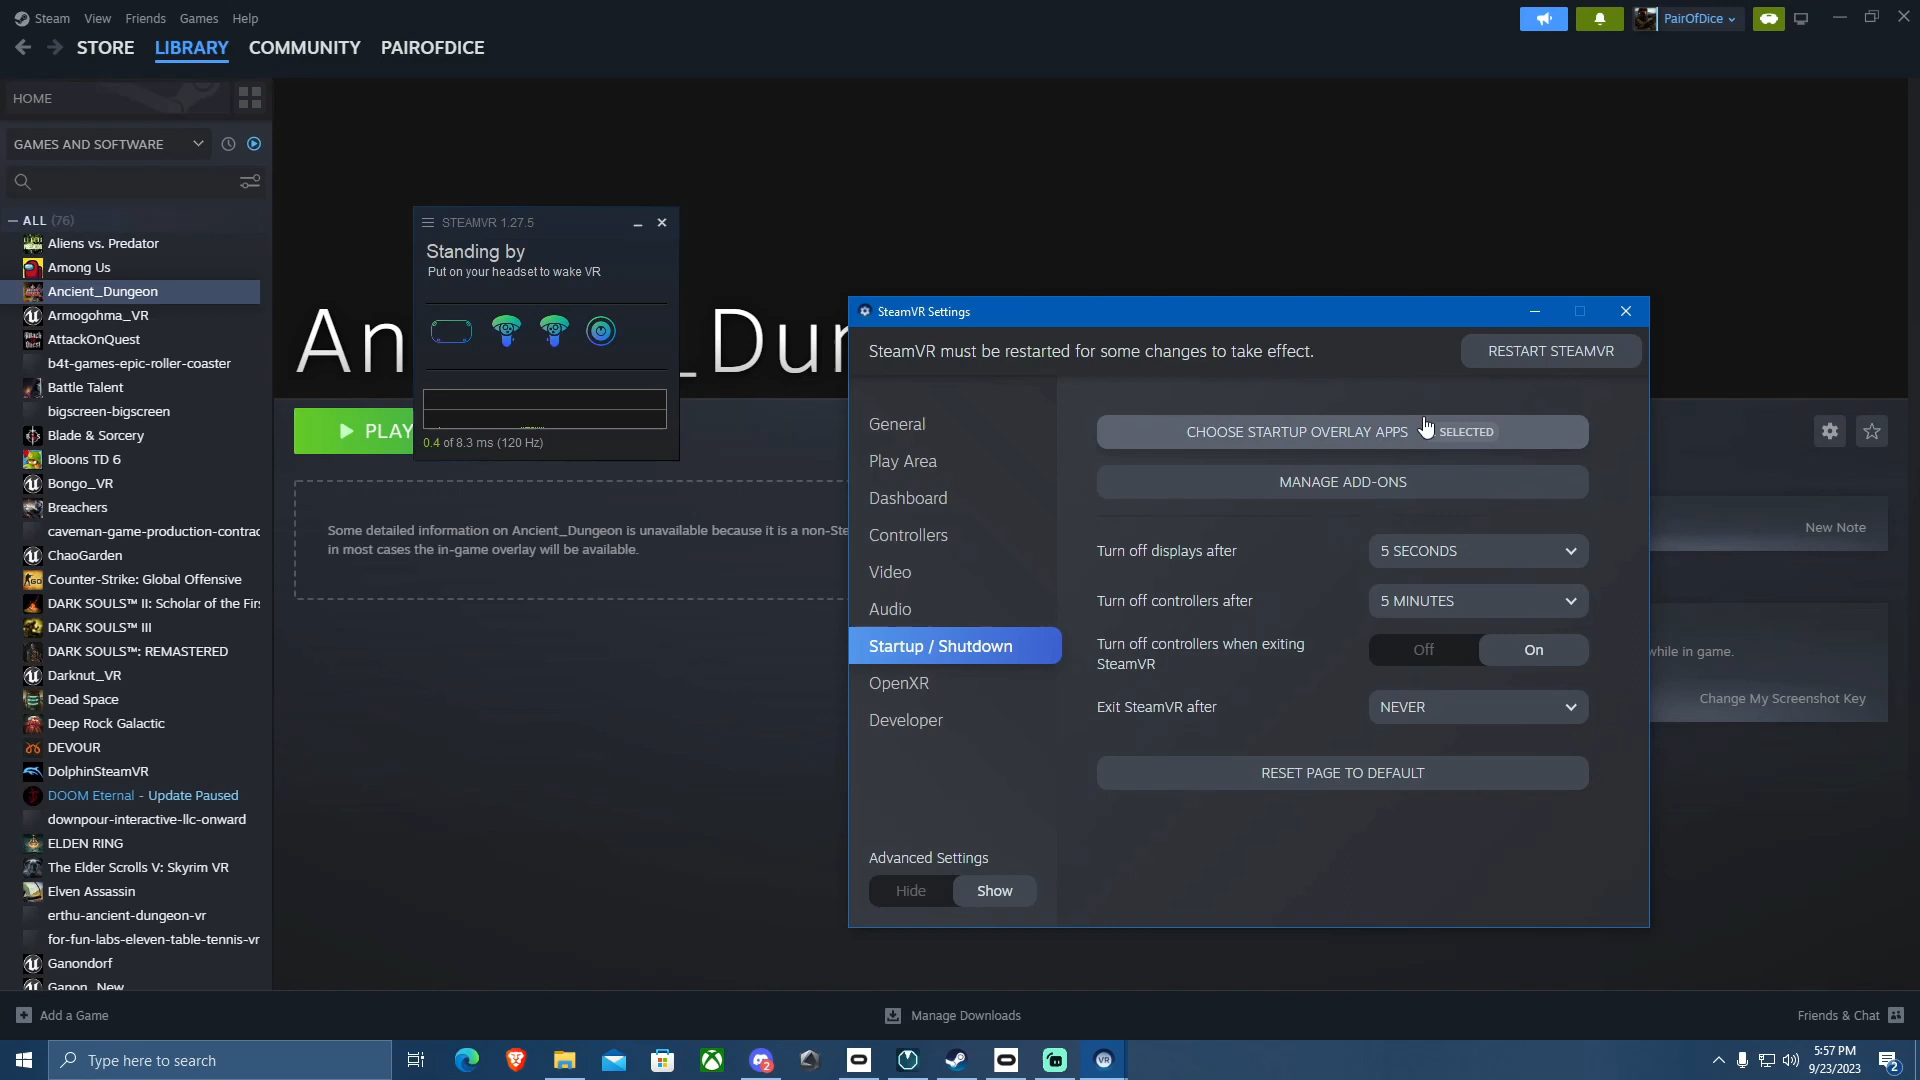 Steam View Friends Games Help
PairOfDice
STORE LIBRARY COMMUNITY PAIROFDICE
HOME
GAMES AND SOFTWARE
ALL (76)
Aliens vs. Predator
Among Us
Ancient_Dungeon
Armogohma_VR
AttackOnQuest
b4t-games-epic-roller-coaster
Battle Talent
bigscreen-bigscreen
Blade & Sorcery
Bloons TD 6
Bongo_VR
Breachers
caveman-game-production-contrac
ChaoGarden
Counter-Strike: Global Offensive
DARK SOULS™ II: Scholar of the Fir
DARK SOULS™ III
DARK SOULS™: REMASTERED
Darknut_VR
Dead Space
Deep Rock Galactic
DEVOUR
DolphinSteamVR
DOOM Eternal - Update Paused
downpour-interactive-llc-onward
ELDEN RING
The Elder Scrolls V: Skyrim VR
Elven Assassin
erthu-ancient-dungeon-vr
for-fun-labs-eleven-table-tennis-vr
Ganondorf
Ganon_New
An _Dun
PLAY
Some detailed information on Ancient_Dungeon is unavailable because it is a non-Ste
in most cases the in-game overlay will be available.
STEAMVR 1.27.5
Standing by
Put on your headset to wake VR
0.4 of 8.3 ms (120 Hz)
SteamVR Settings
SteamVR must be restarted for some changes to take effect.
RESTART STEAMVR
General
Play Area
Dashboard
Controllers
Video
Audio
Startup / Shutdown
OpenXR
Developer
Advanced Settings
Hide Show
CHOOSE STARTUP OVERLAY APPS SELECTED
MANAGE ADD-ONS
Turn off displays after 5 SECONDS
Turn off controllers after 5 MINUTES
Turn off controllers when exiting
SteamVR
Off On
Exit SteamVR after NEVER
RESET PAGE TO DEFAULT
New Note
while in game.
Change My Screenshot Key
Add a Game
Manage Downloads
Friends & Chat
Type here to search
2
VR
5:57 PM
9/23/2023
2